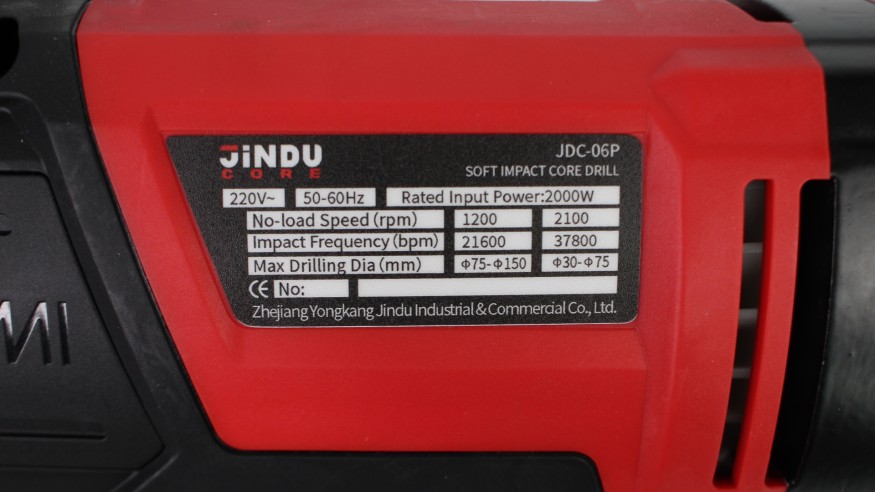 JiNDU JDC-06P
CORE SOFT IMPACT CORE DRILL
220V~ 50-60Hz Rated Input Power:2000W
No-load Speed (rpm) 1200 2100
Impact Frequency (bpm) 21600 37800
Max Drilling Dia (mm) Φ75-Φ150 Φ30-Φ75
CE No:
Zhejiang Yongkang Jindu Industrial & Commercial Co., Ltd.